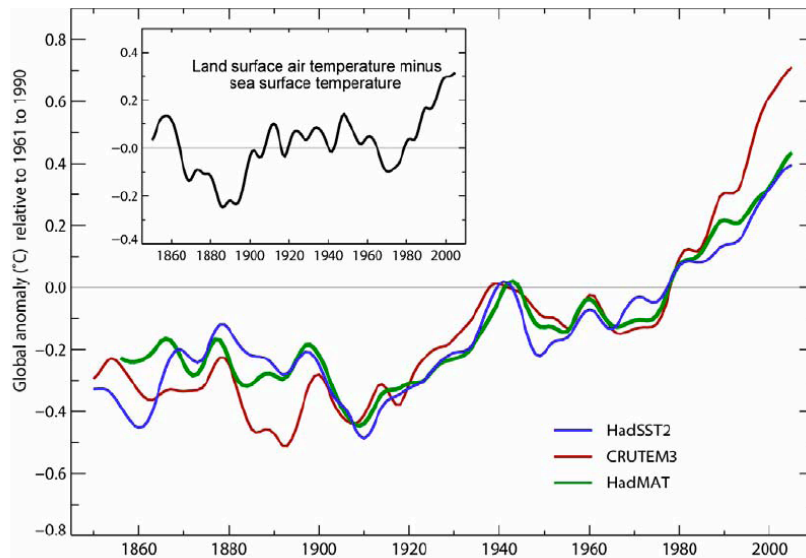 0.8
0.6
0.4
0.2
0.0
−0.2
−0.4
−0.6
−0.8
Global anomaly (˚C) relative to 1961 to 1990
0.4
0.2
−0.0
−0.2
−0.4
Land surface air temperature minus
sea surface temperature
1860 1880 1900 1920 1940 1960 1980 2000
HadSST2
CRUTEM3
HadMAT
1860 1880 1900 1920 1940 1960 1980 2000